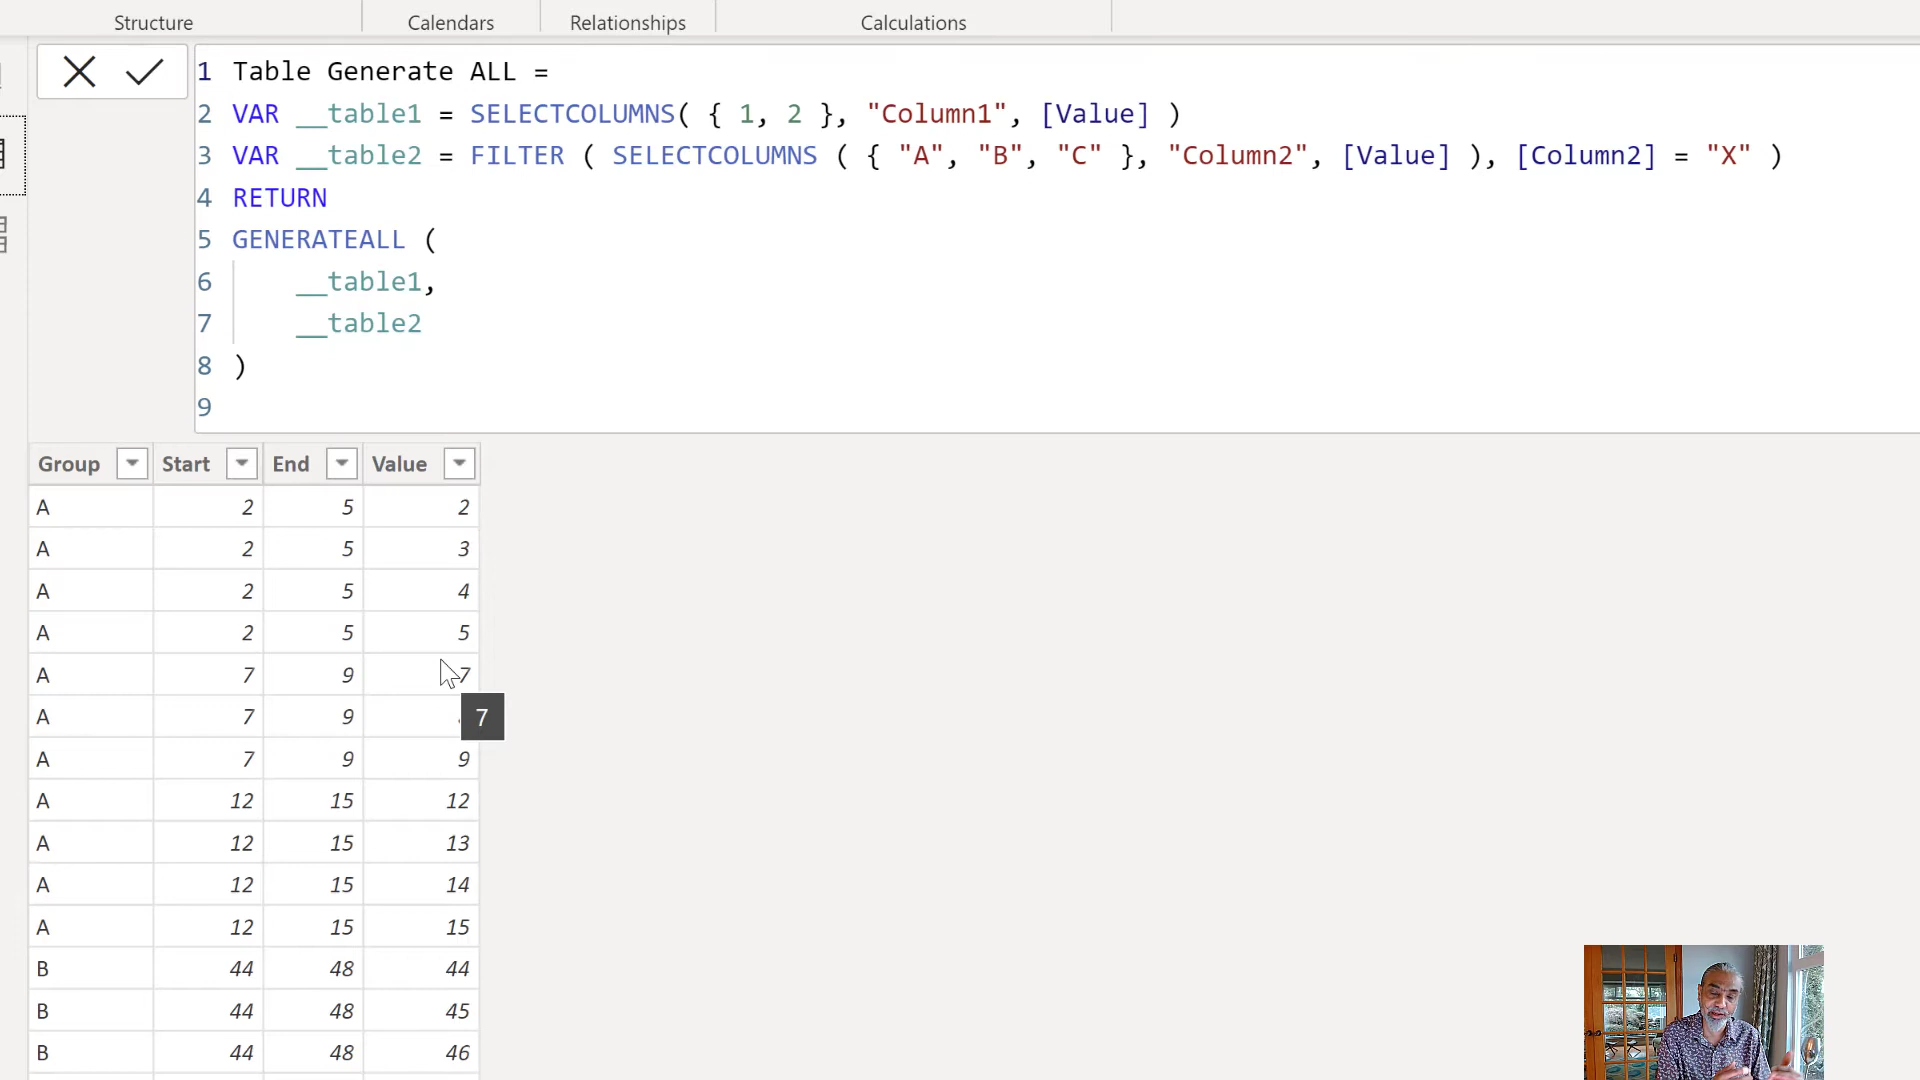 Structure Calendars Relationships Calculations
1 Table Generate ALL =
2 VAR __table1 = SELECTCOLUMNS( { 1, 2 }, "Column1", [Value] )
3 VAR __table2 = FILTER ( SELECTCOLUMNS ( { "A", "B", "C" }, "Column2", [Value] ), [Column2] = "X" )
4 RETURN
5 GENERATEALL (
6 __table1,
7 __table2
8 )
9
Group Start End Value
A 2 5 2
A 2 5 3
A 2 5 4
A 2 5 5
A 7 9 7
A 7 9
7
A 7 9 9
A 12 15 12
A 12 15 13
A 12 15 14
A 12 15 15
B 44 48 44
B 44 48 45
B 44 48 46